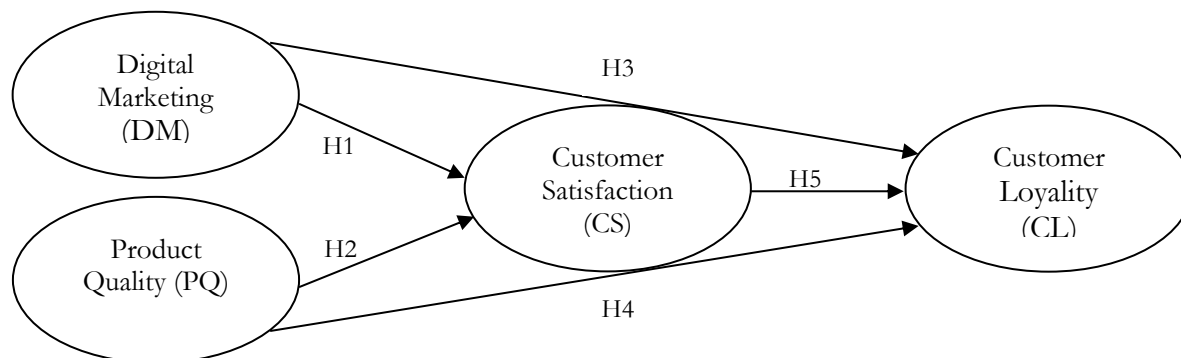 Digital
Marketing
(DM)
H1
H3
Customer
Satisfaction
(CS)
H5
Customer
Loyality
(CL)
Product
Quality (PQ)
H2
H4